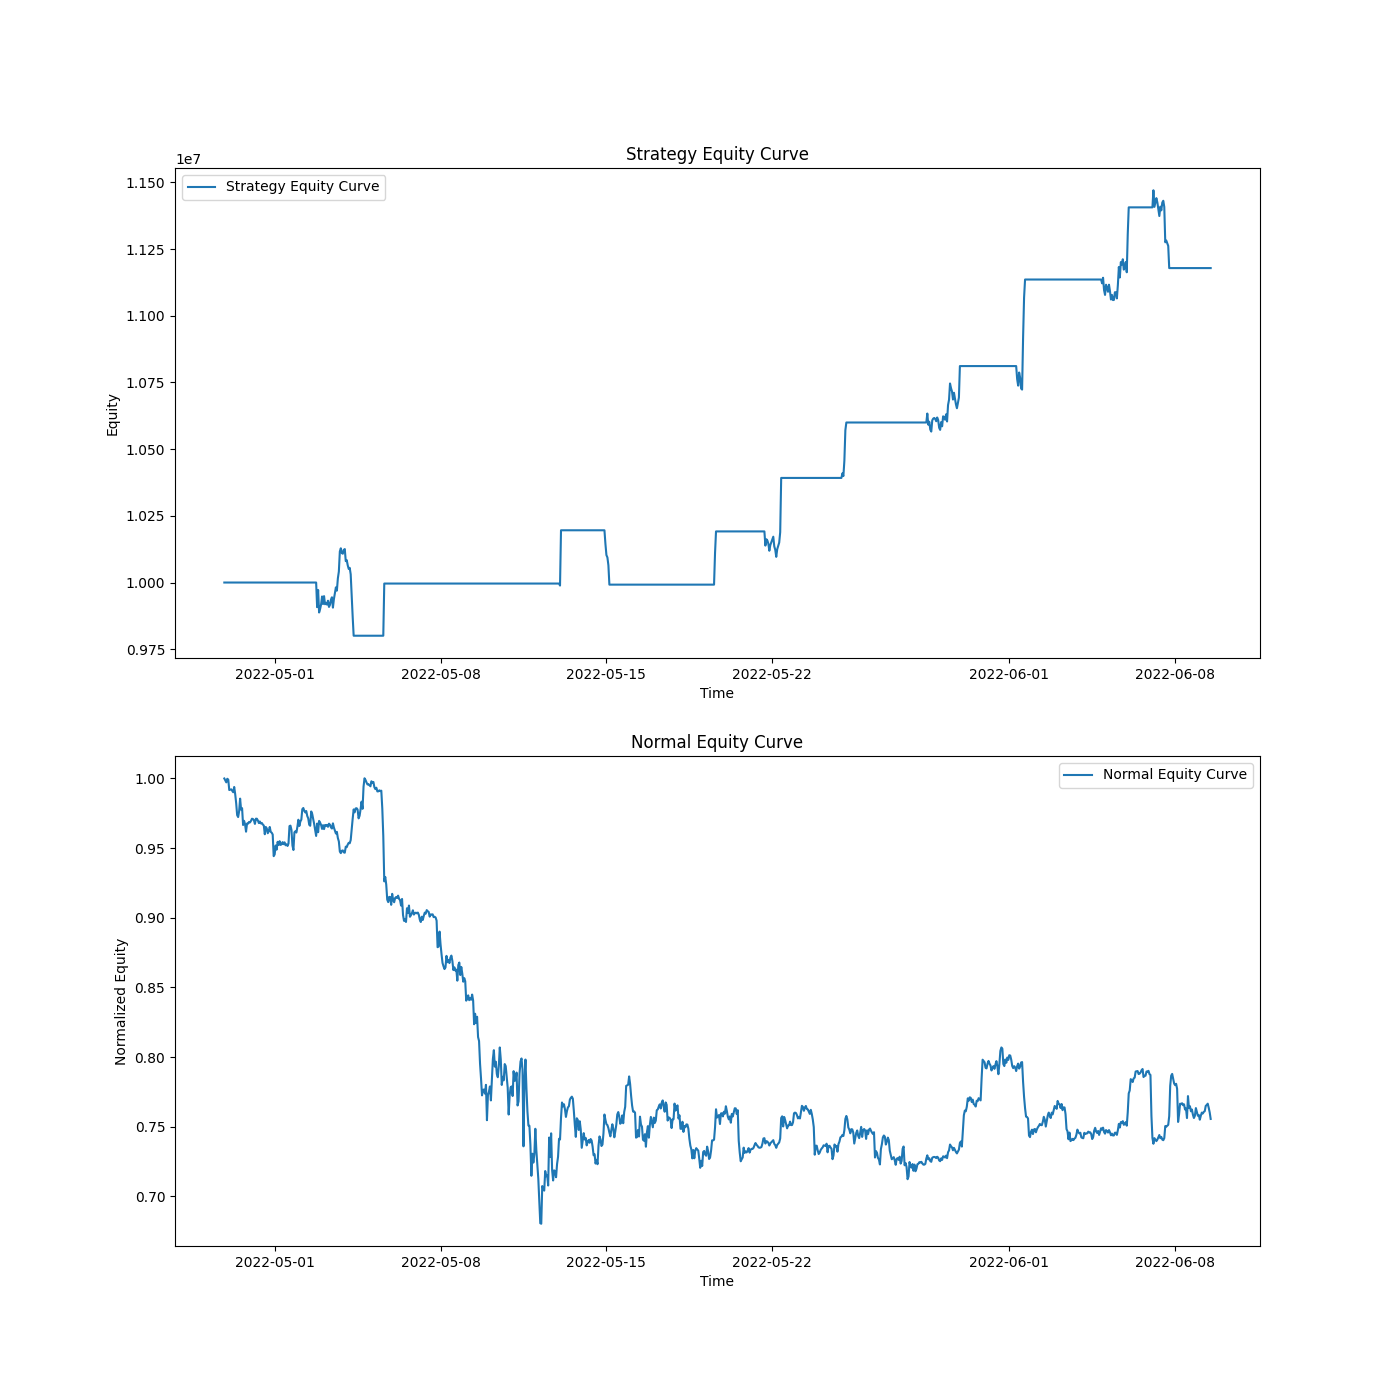 Strategy Equity Curve
1e7
Strategy Equity Curve
1.150
1.125
1.100
1.075
1.050
1.025
1.000
0.975
Equity
2022-05-01 2022-05-08 2022-05-15 2022-05-22 2022-06-01 2022-06-08
Time
Normal Equity Curve
Normal Equity Curve
1.00
0.95
0.90
0.85
0.80
0.75
0.70
Normalized Equity
2022-05-01 2022-05-08 2022-05-15 2022-05-22 2022-06-01 2022-06-08
Time